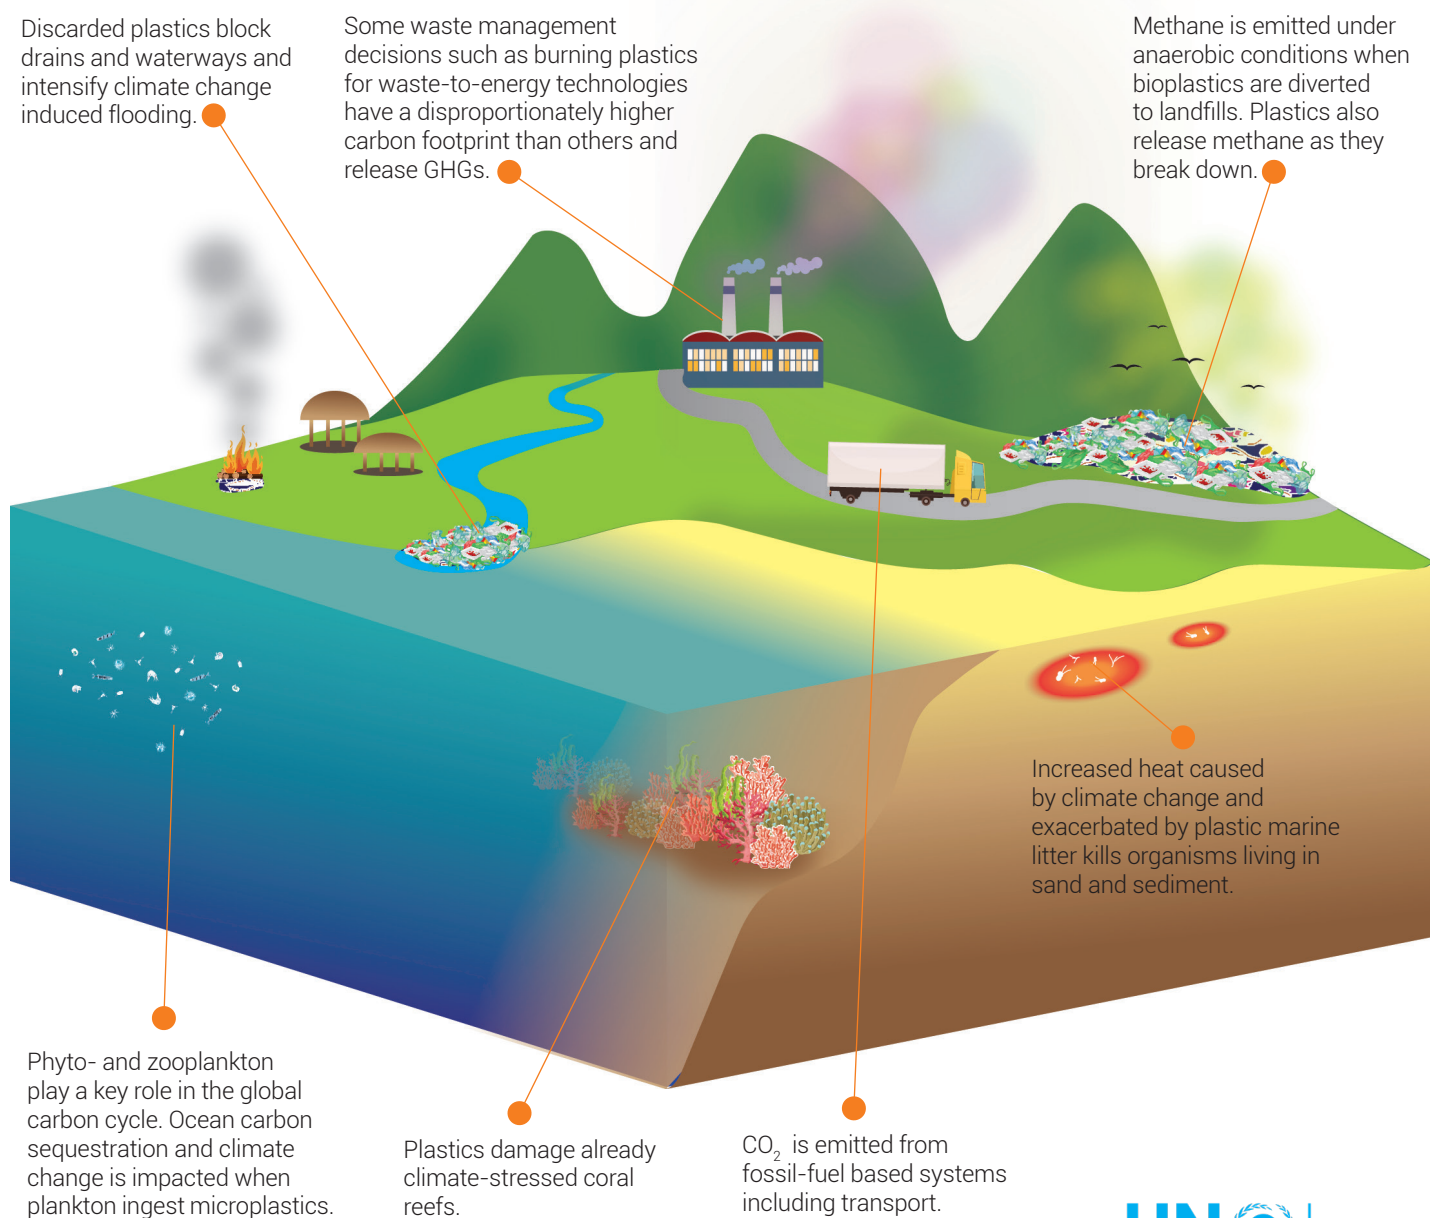 Discarded plastics block
drains and waterways and
intensify climate change
induced flooding.
Some waste management
decisions such as burning plastics
for waste-to-energy technologies
have a disproportionately higher
carbon footprint than others and
release GHGs.
Methane is emitted under
anaerobic conditions when
bioplastics are diverted
to landfills. Plastics also
release methane as they
break down.
Increased heat caused
by climate change and
exacerbated by plastic marine
litter kills organisms living in
sand and sediment.
Phyto- and zooplankton
play a key role in the global
carbon cycle. Ocean carbon
sequestration and climate
change is impacted when
plankton ingest microplastics.
Plastics damage already
climate-stressed coral
reefs.
CO₂ is emitted from
fossil-fuel based systems
including transport.
UN